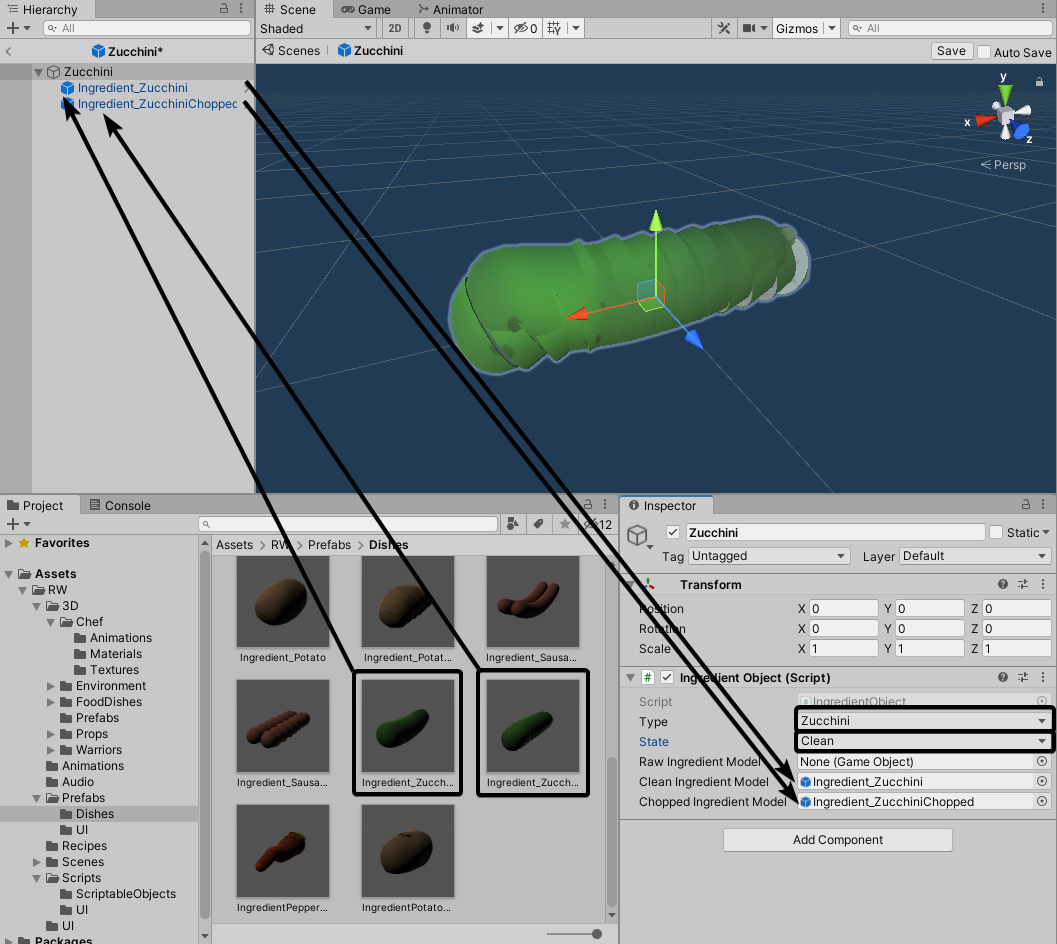 Hierarchy
All
Zucchini*
Zucchini
Ingredient_Zucchini
Ingredient_ZucchiniChopped
Scene
Game
Animator
Shaded
2D
0
Gizmos
All
Scenes
Zucchini
Save
Auto Save
y
x
z
Persp
Project
Console
12
Favorites
Assets
RW
3D
Chef
Animations
Materials
Textures
Environment
FoodDishes
Prefabs
Props
Warriors
Animations
Audio
Prefabs
Dishes
UI
Recipes
Scenes
Scripts
ScriptableObjects
UI
UI
Packages
Assets > RW > Prefabs > Dishes
Ingredient_Potato
Ingredient_Potat...
Ingredient_Sausa...
Ingredient_Sausa...
Ingredient_Zucch...
Ingredient_Zucch...
IngredientPepper...
IngredientPotato...
Inspector
Zucchini
Static
Tag Untagged
Layer Default
Transform
Position X 0 Y 0 Z 0
Rotation X 0 Y 0 Z 0
Scale X 1 Y 1 Z 1
# Ingredient Object (Script)
Script IngredientObject
Type Zucchini
State Clean
Raw Ingredient Model None (Game Object)
Clean Ingredient Model Ingredient_Zucchini
Chopped Ingredient Model Ingredient_ZucchiniChopped
Add Component